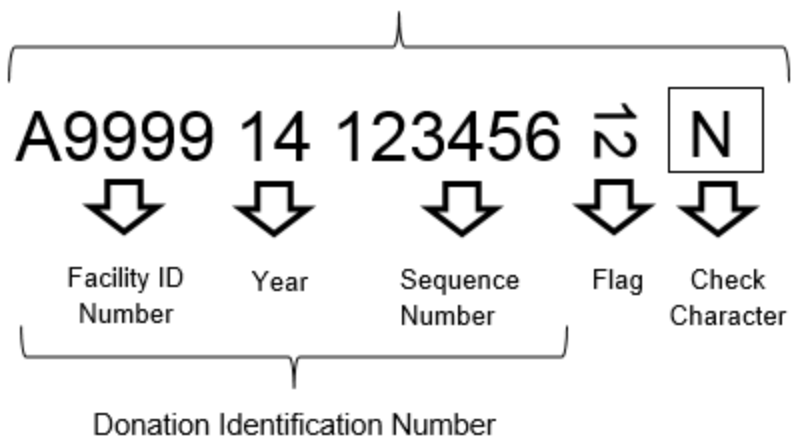 A9999 14 123456 12 N
Facility ID Number
Year
Sequence Number
Flag
Check Character
Donation Identification Number